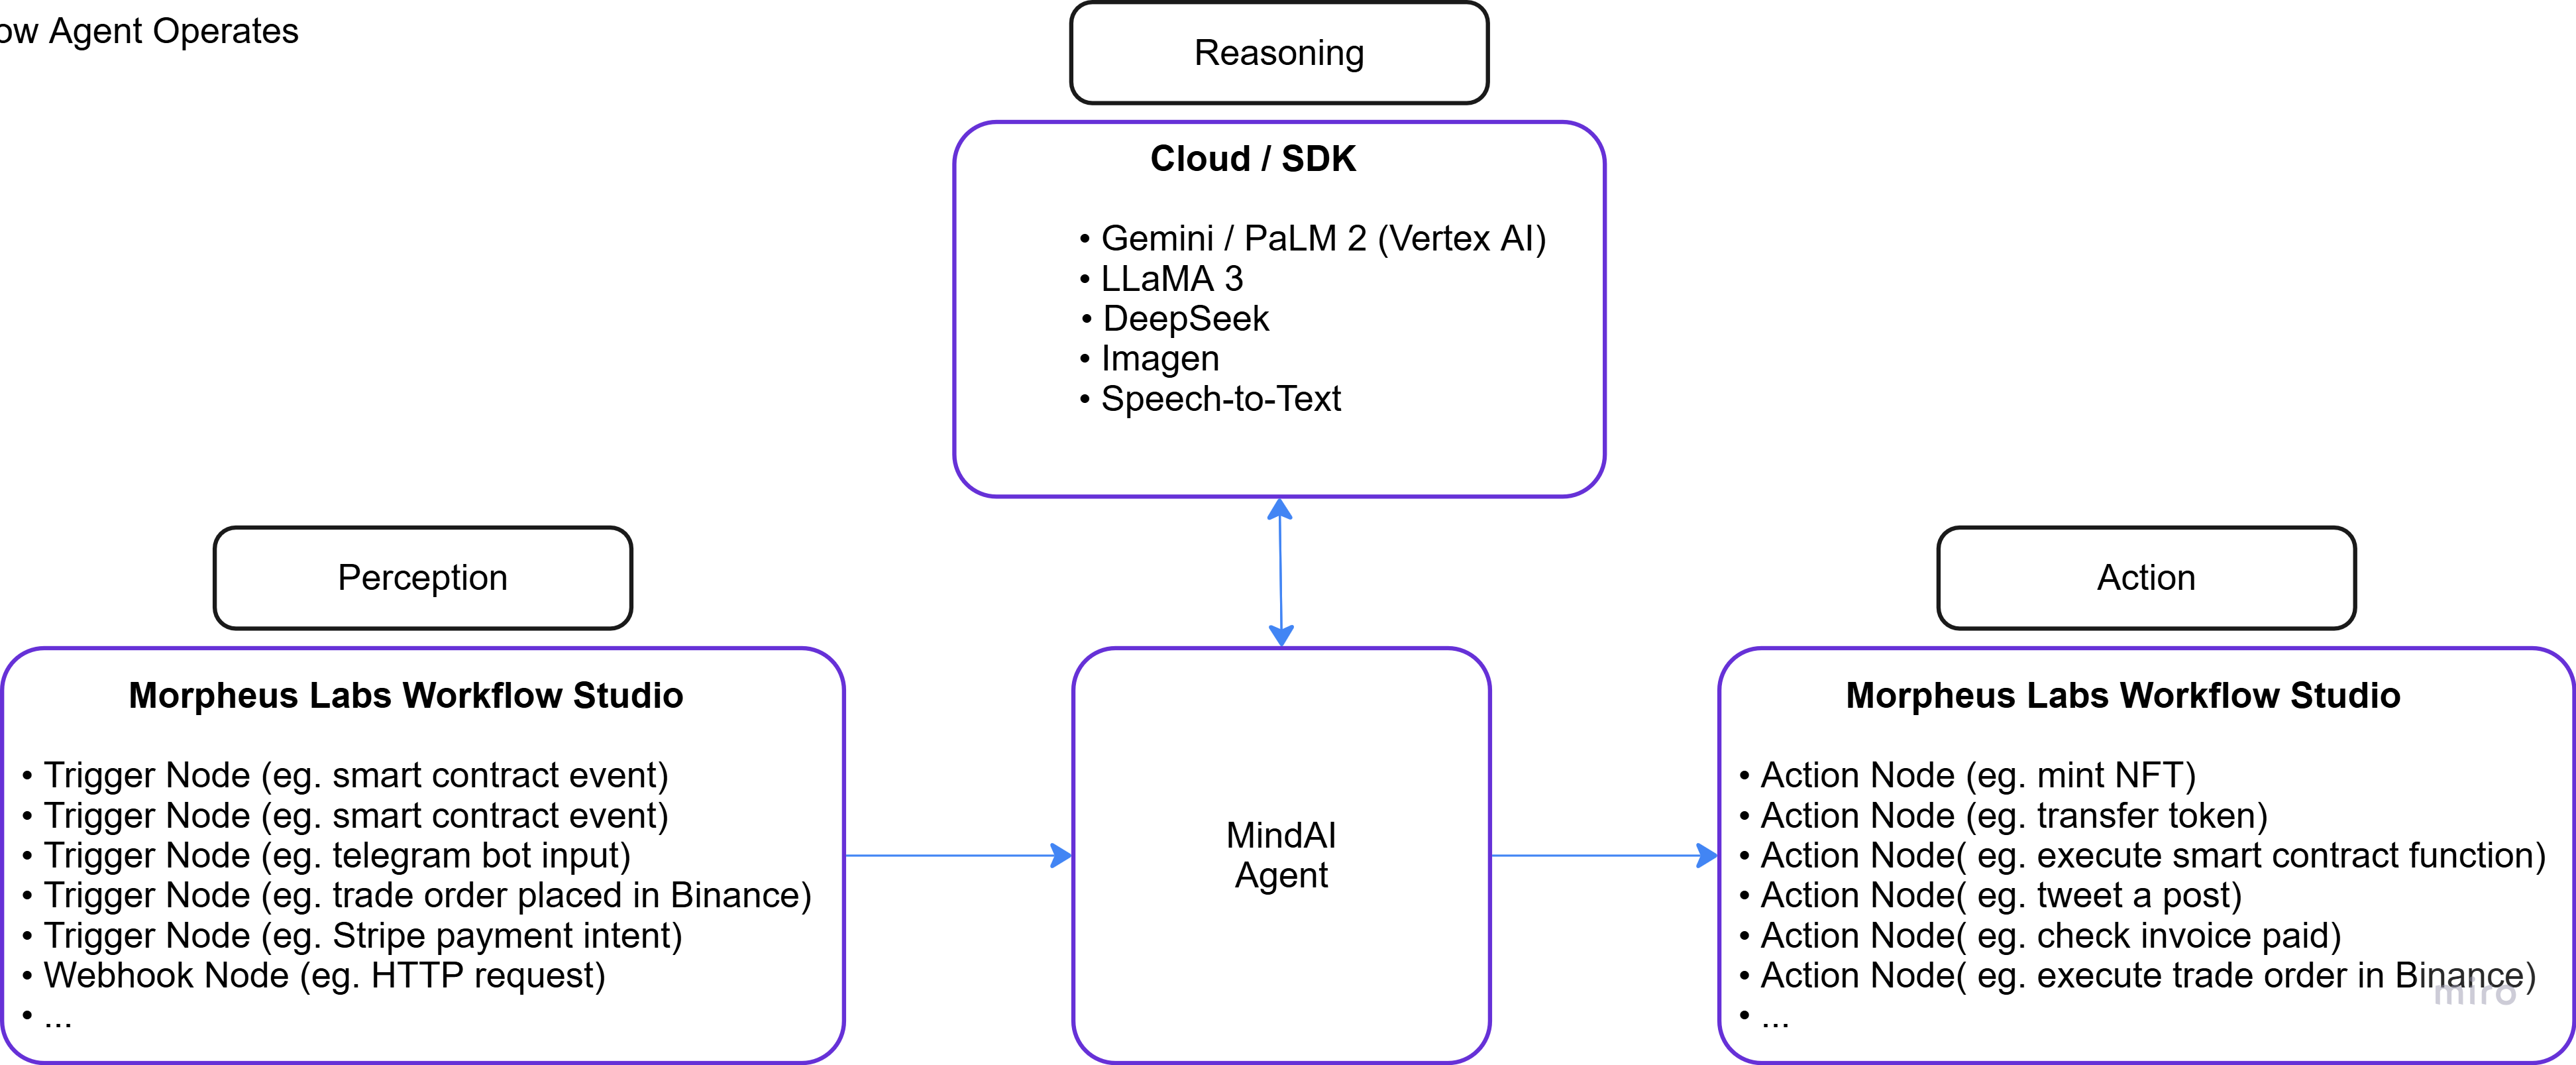 ow Agent Operates
Reasoning
Cloud / SDK
• Gemini / PaLM 2 (Vertex AI)
• LLaMA 3
• DeepSeek
• Imagen
• Speech-to-Text
Perception
Morpheus Labs Workflow Studio
• Trigger Node (eg. smart contract event)
• Trigger Node (eg. smart contract event)
• Trigger Node (eg. telegram bot input)
• Trigger Node (eg. trade order placed in Binance)
• Trigger Node (eg. Stripe payment intent)
• Webhook Node (eg. HTTP request)
• ...
MindAI
Agent
Action
Morpheus Labs Workflow Studio
• Action Node (eg. mint NFT)
• Action Node (eg. transfer token)
• Action Node( eg. execute smart contract function)
• Action Node( eg. tweet a post)
• Action Node( eg. check invoice paid)
• Action Node( eg. execute trade order in Binance)
• ...
miro